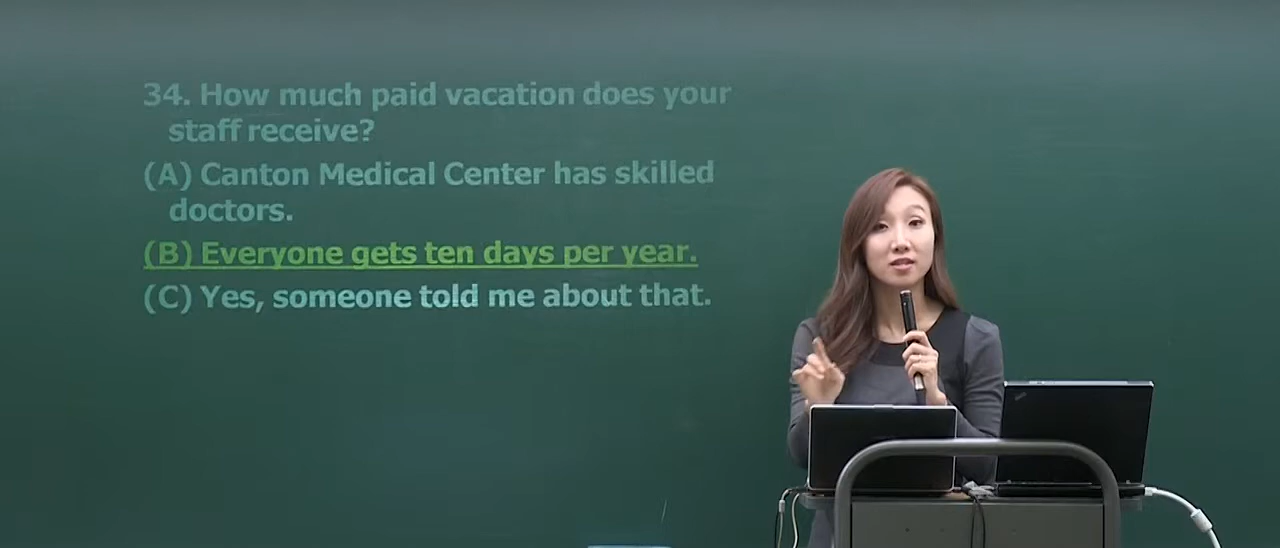 34. How much paid vacation does your
staff receive?
(A) Canton Medical Center has skilled
doctors.
(B) Everyone gets ten days per year.
(C) Yes, someone told me about that.